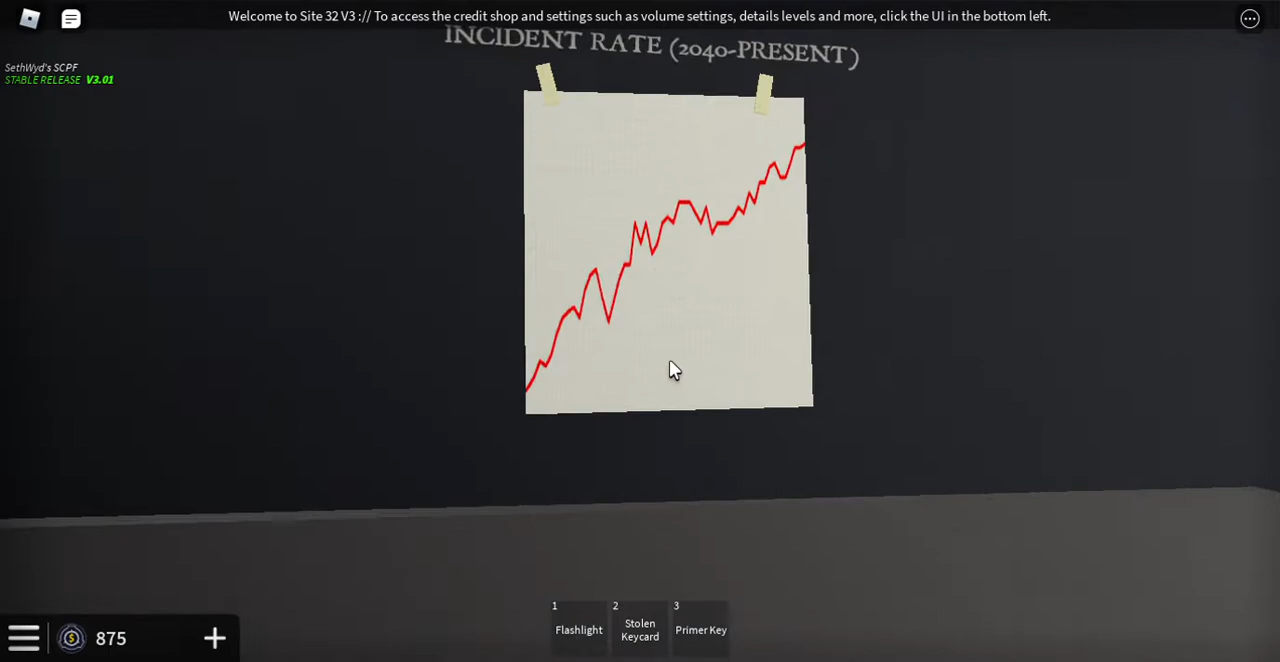 Welcome to Site 32 V3 :// To access the credit shop and settings such as volume settings, details levels and more, click the UI in the bottom left.
INCIDENT RATE (2040-PRESENT)
SethWyd's SCPF
STABLE RELEASE V3.01
1
Flashlight
2
Stolen
Keycard
3
Primer Key
875